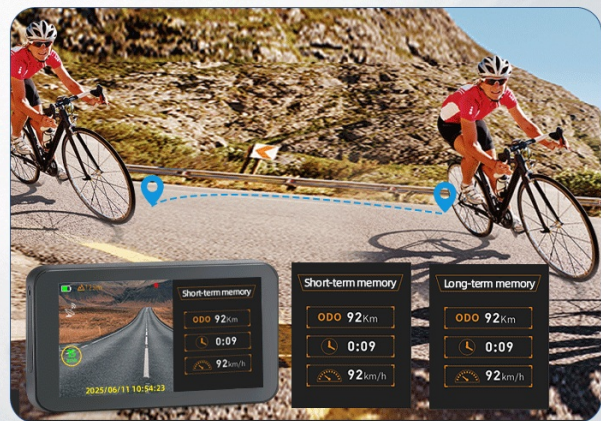 Short-term memory
ODO 92Km
0:09
92km/h
2025/06/11 10:54:23
Short-term memory
ODO 92Km
0:09
92km/h
Long-term memory
ODO 92Km
0:09
92km/h